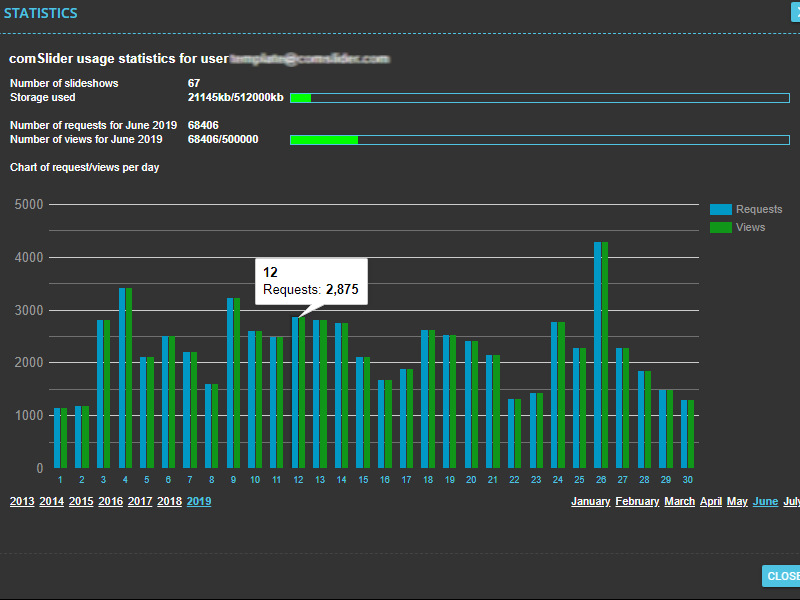 STATISTICS
comSlider usage statistics for user
Number of slideshows 67
Storage used 21145kb/512000kb
Number of requests for June 2019 68406
Number of views for June 2019 68406/500000
Chart of request/views per day
5000
4000
3000
2000
1000
0
Requests
Views
12
Requests: 2,875
1 2 3 4 5 6 7 8 9 10 11 12 13 14 15 16 17 18 19 20 21 22 23 24 25 26 27 28 29 30
2013 2014 2015 2016 2017 2018 2019 January February March April May June July
CLOSE